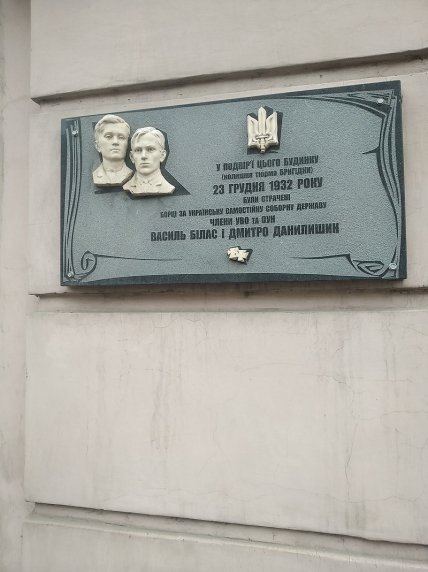 У ПОДВІР'Ї ЦЬОГО БУДИНКУ
(КОЛИШНЯ ТЮРМА БРИГІДКИ)
23 ГРУДНЯ 1932 РОКУ
БУЛИ СТРАЧЕНІ
БОРЦІ ЗА УКРАЇНСЬКУ САМОСТІЙНУ СОБОРНУ ДЕРЖАВУ
ЧЛЕНИ УВО ТА ОУН
ВАСИЛЬ БІЛАС І ДМИТРО ДАНИЛИШИН